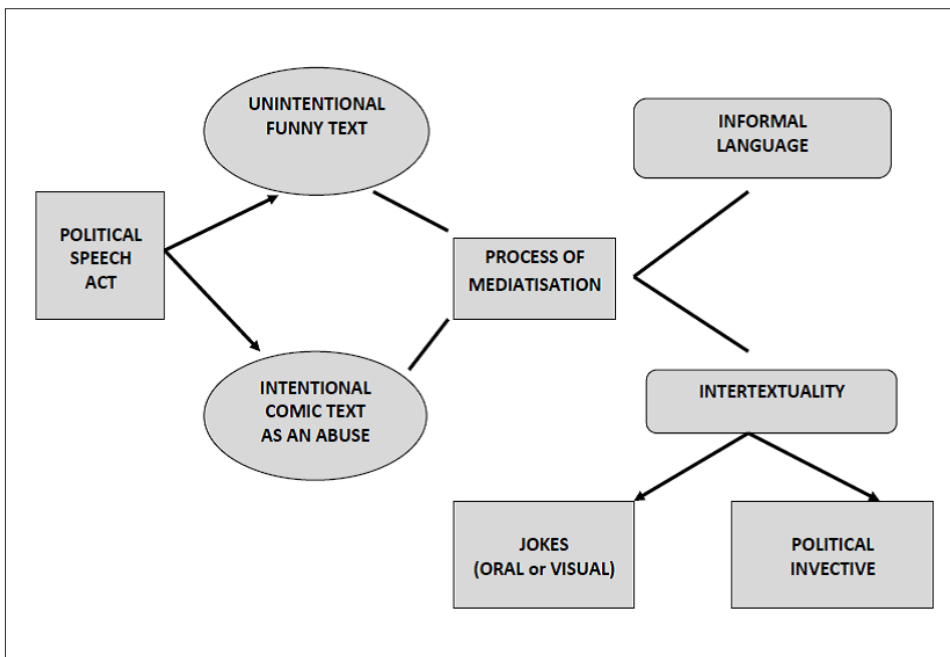 UNINTENTIONAL
FUNNY TEXT
INFORMAL
LANGUAGE
POLITICAL
SPEECH
ACT
PROCESS OF
MEDIATISATION
INTENTIONAL
COMIC TEXT
AS AN ABUSE
INTERTEXTUALITY
JOKES
(ORAL or VISUAL)
POLITICAL
INVECTIVE